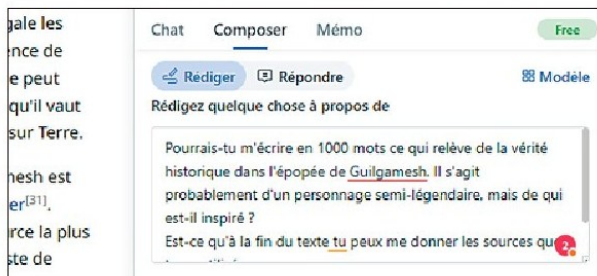 gale les
ence de
e peut
qu'il vaut
sur Terre.
nesh est
er[31].
rce la plus
ste de
Chat Composer Mémo Free
Rédiger Répondre Modèle
Rédigez quelque chose à propos de
Pourrais-tu m'écrire en 1000 mots ce qui relève de la vérité
historique dans l'épopée de Guilgamesh. Il s'agit
probablement d'un personnage semi-légendaire, mais de qui
est-il inspiré ?
Est-ce qu'à la fin du texte tu peux me donner les sources que
2